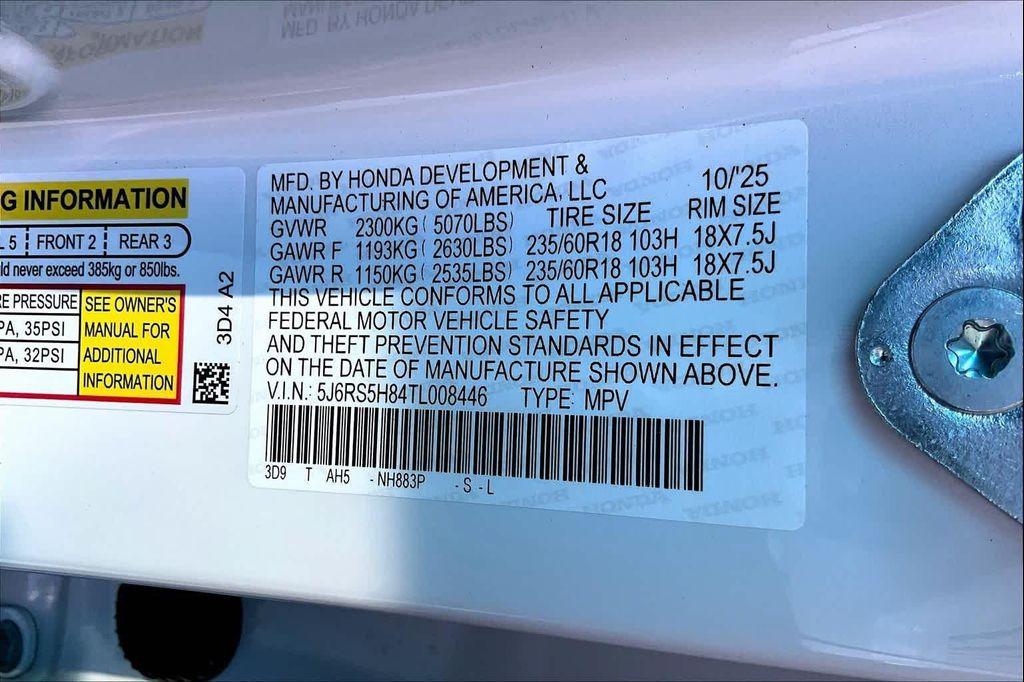 G INFORMATION
L 5 FRONT 2 REAR 3
ld never exceed 385kg or 850lbs.
RE PRESSURE
PA, 35PSI
PA, 32PSI
SEE OWNER'S
MANUAL FOR
ADDITIONAL
INFORMATION
3D4 A2
MFD. BY HONDA DEVELOPMENT &
MANUFACTURING OF AMERICA, LLC 10/'25
GVWR 2300KG ( 5070LBS) TIRE SIZE RIM SIZE
GAWR F 1193KG ( 2630LBS) 235/60R18 103H 18X7.5J
GAWR R 1150KG ( 2535LBS) 235/60R18 103H 18X7.5J
THIS VEHICLE CONFORMS TO ALL APPLICABLE
FEDERAL MOTOR VEHICLE SAFETY
AND THEFT PREVENTION STANDARDS IN EFFECT
ON THE DATE OF MANUFACTURE SHOWN ABOVE.
V.I.N.: 5J6RS5H84TL008446 TYPE: MPV
3D9 T AH5 - NH883P - S - L